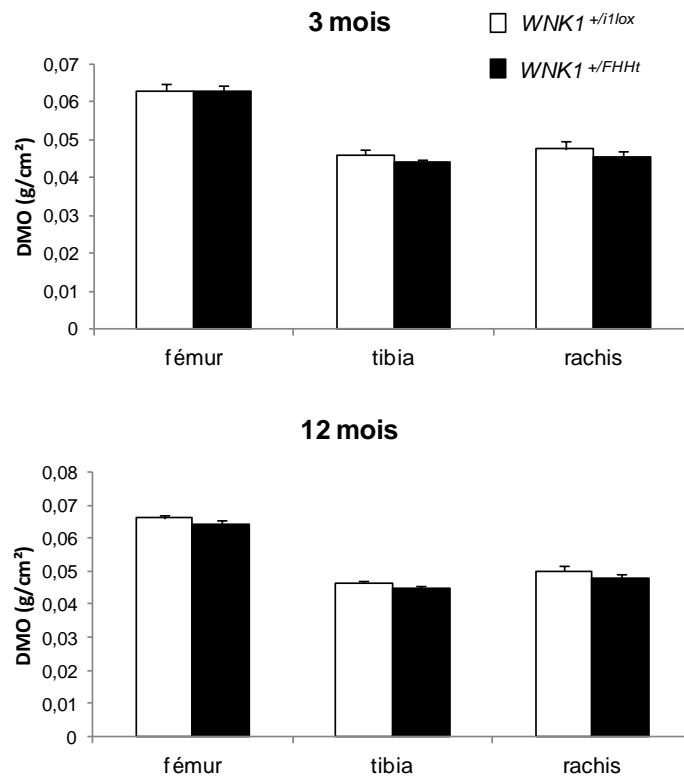 3 mois
WNK1 +/i1lox
WNK1 +/FHHt
DMO (g/cm²)
0,07
0,06
0,05
0,04
0,03
0,02
0,01
0
fémur tibia rachis
12 mois
DMO (g/cm²)
0,08
0,07
0,06
0,05
0,04
0,03
0,02
0,01
0
fémur tibia rachis